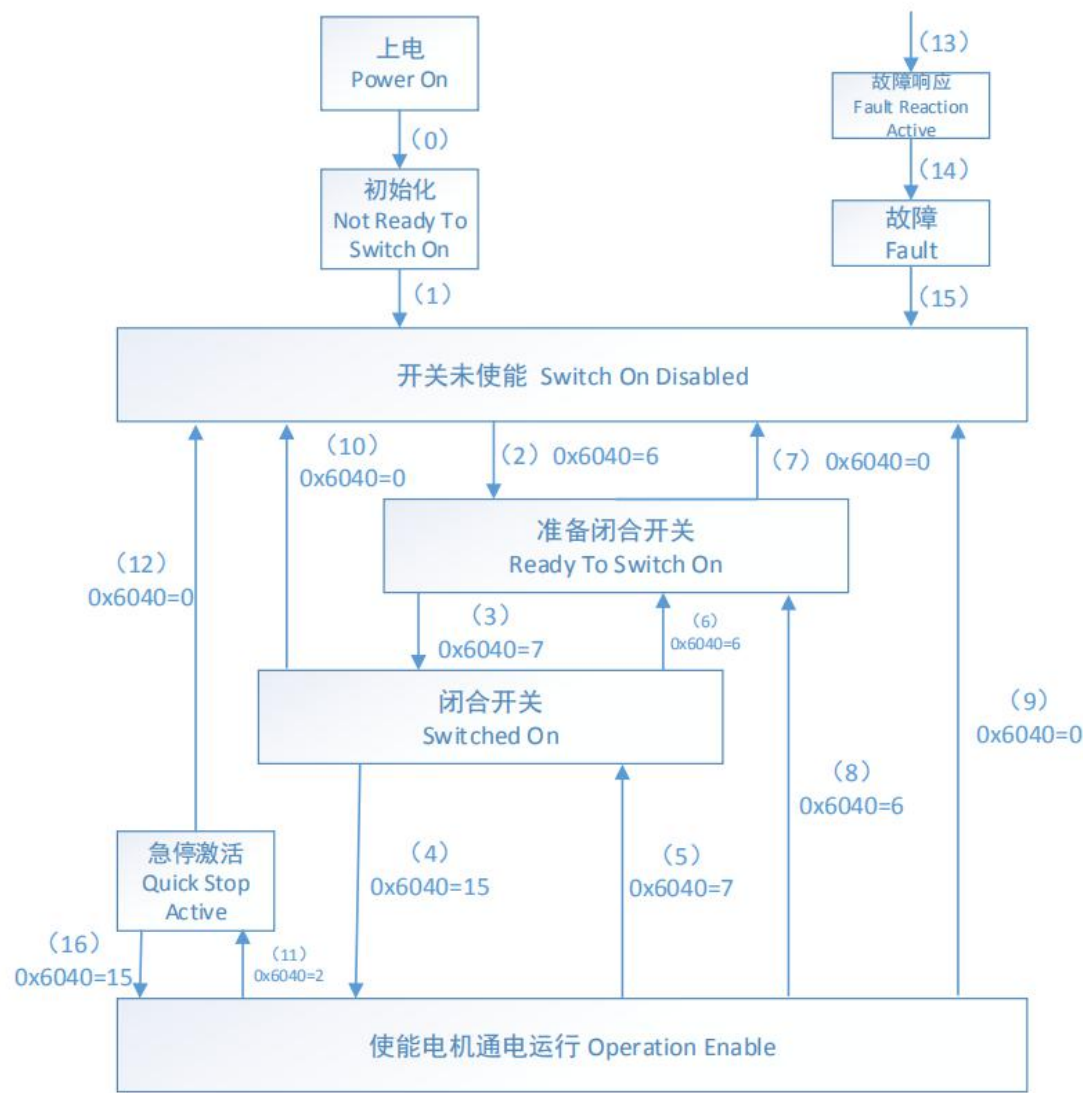 上电
Power On
（0）
初始化
Not Ready To
Switch On
（1）
（13）
故障响应
Fault Reaction
Active
（14）
故障
Fault
（15）
开关未使能 Switch On Disabled
（10）
0x6040=0
（2）0x6040=6
（7）0x6040=0
准备闭合开关
Ready To Switch On
（12）
0x6040=0
（3）
0x6040=7
（6）
0x6040=6
闭合开关
Switched On
（9）
0x6040=0
（8）
0x6040=6
急停激活
Quick Stop
Active
（4）
0x6040=15
（5）
0x6040=7
（16）
0x6040=15
（11）
0x6040=2
使能电机通电运行 Operation Enable